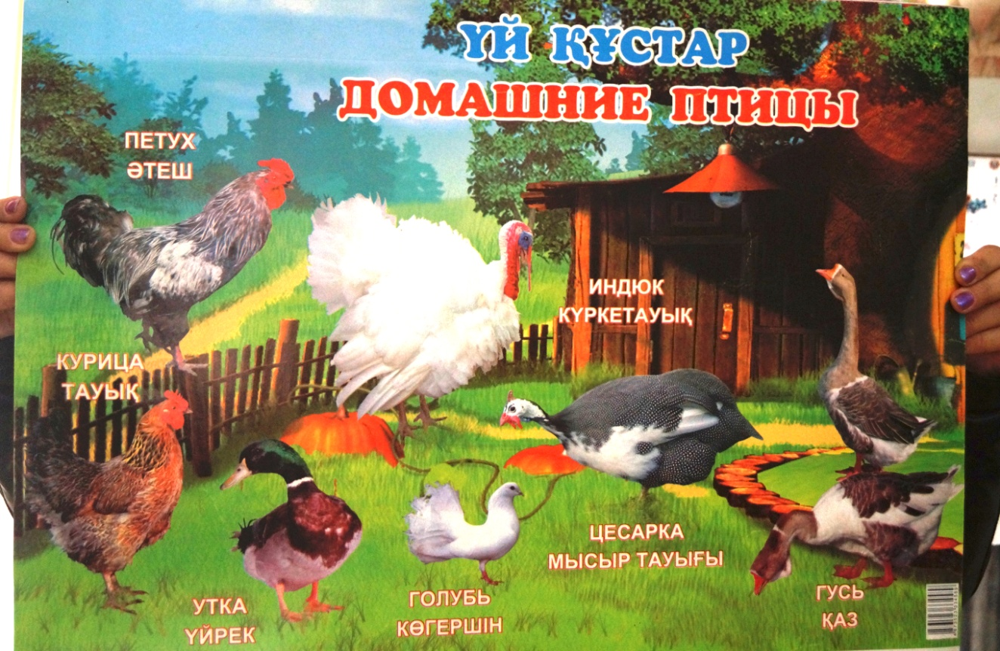 ҮЙ ҚҰСТАР
ДОМАШНИЕ ПТИЦЫ
ПЕТУХ
ӘТЕШ
ИНДЮК
КҮРКЕТАУЫҚ
КУРИЦА
ТАУЫҚ
ЦЕСАРКА
МЫСЫР ТАУЫҒЫ
УТКА
ҮЙРЕК
ГОЛУБЬ
КӨГЕРШІН
ГУСЬ
ҚАЗ